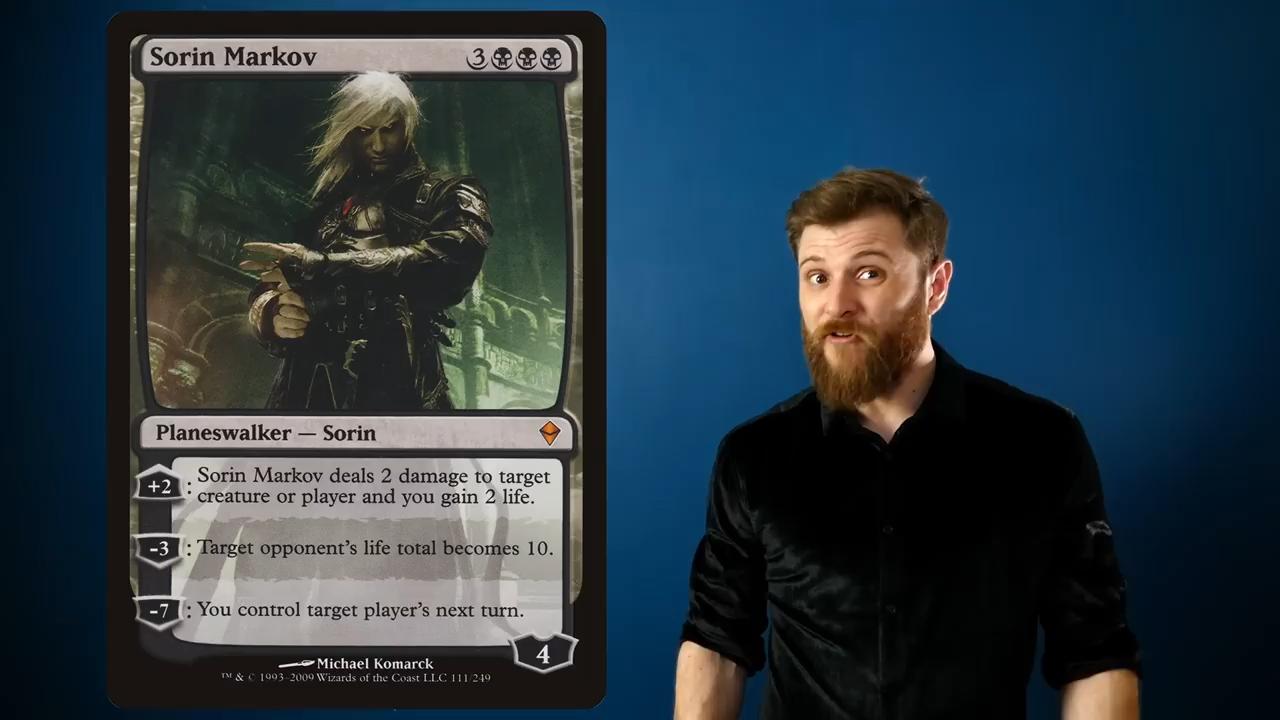 Sorin Markov 3
Planeswalker — Sorin
+2 : Sorin Markov deals 2 damage to target
creature or player and you gain 2 life.
-3 : Target opponent's life total becomes 10.
-7 : You control target player's next turn.
4
Michael Komarck
™ & © 1993–2009 Wizards of the Coast LLC 111/249